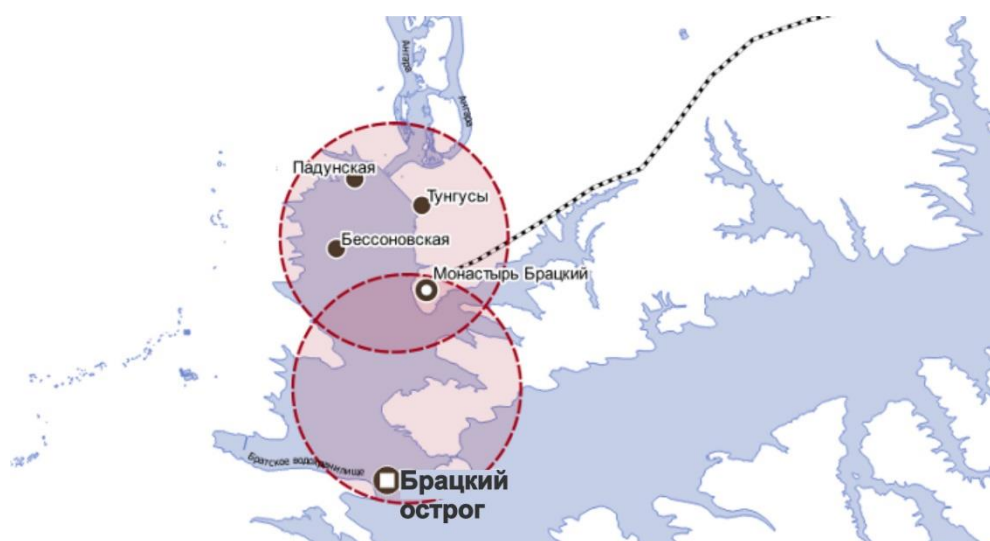 Ангара
Ангара
Падунская
Тунгусы
Бессоновская
Монастырь Брацкий
Братское водохранилище
Брацкий
острог